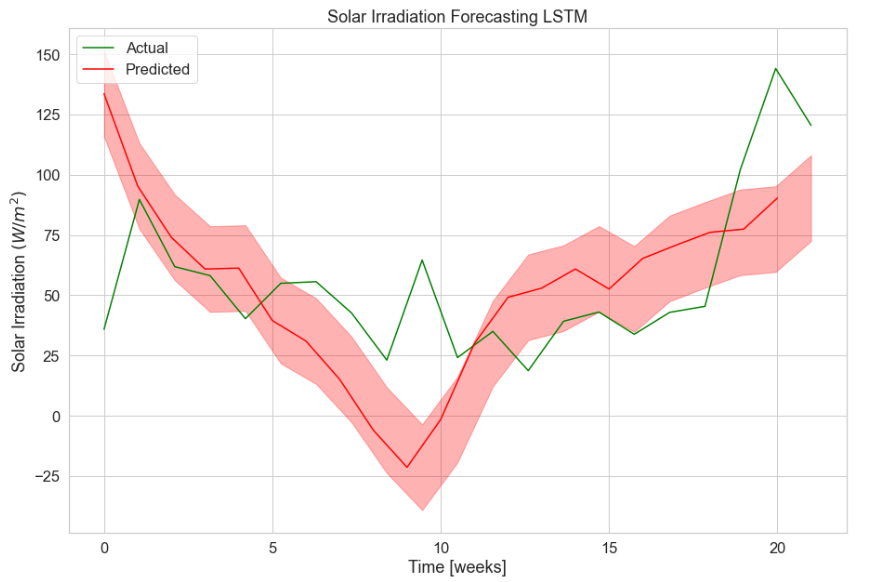 Solar Irradiation Forecasting LSTM
Actual
Predicted
150
125
100
75
50
25
0
−25
Solar Irradiation (W/m²)
0 5 10 15 20
Time [weeks]